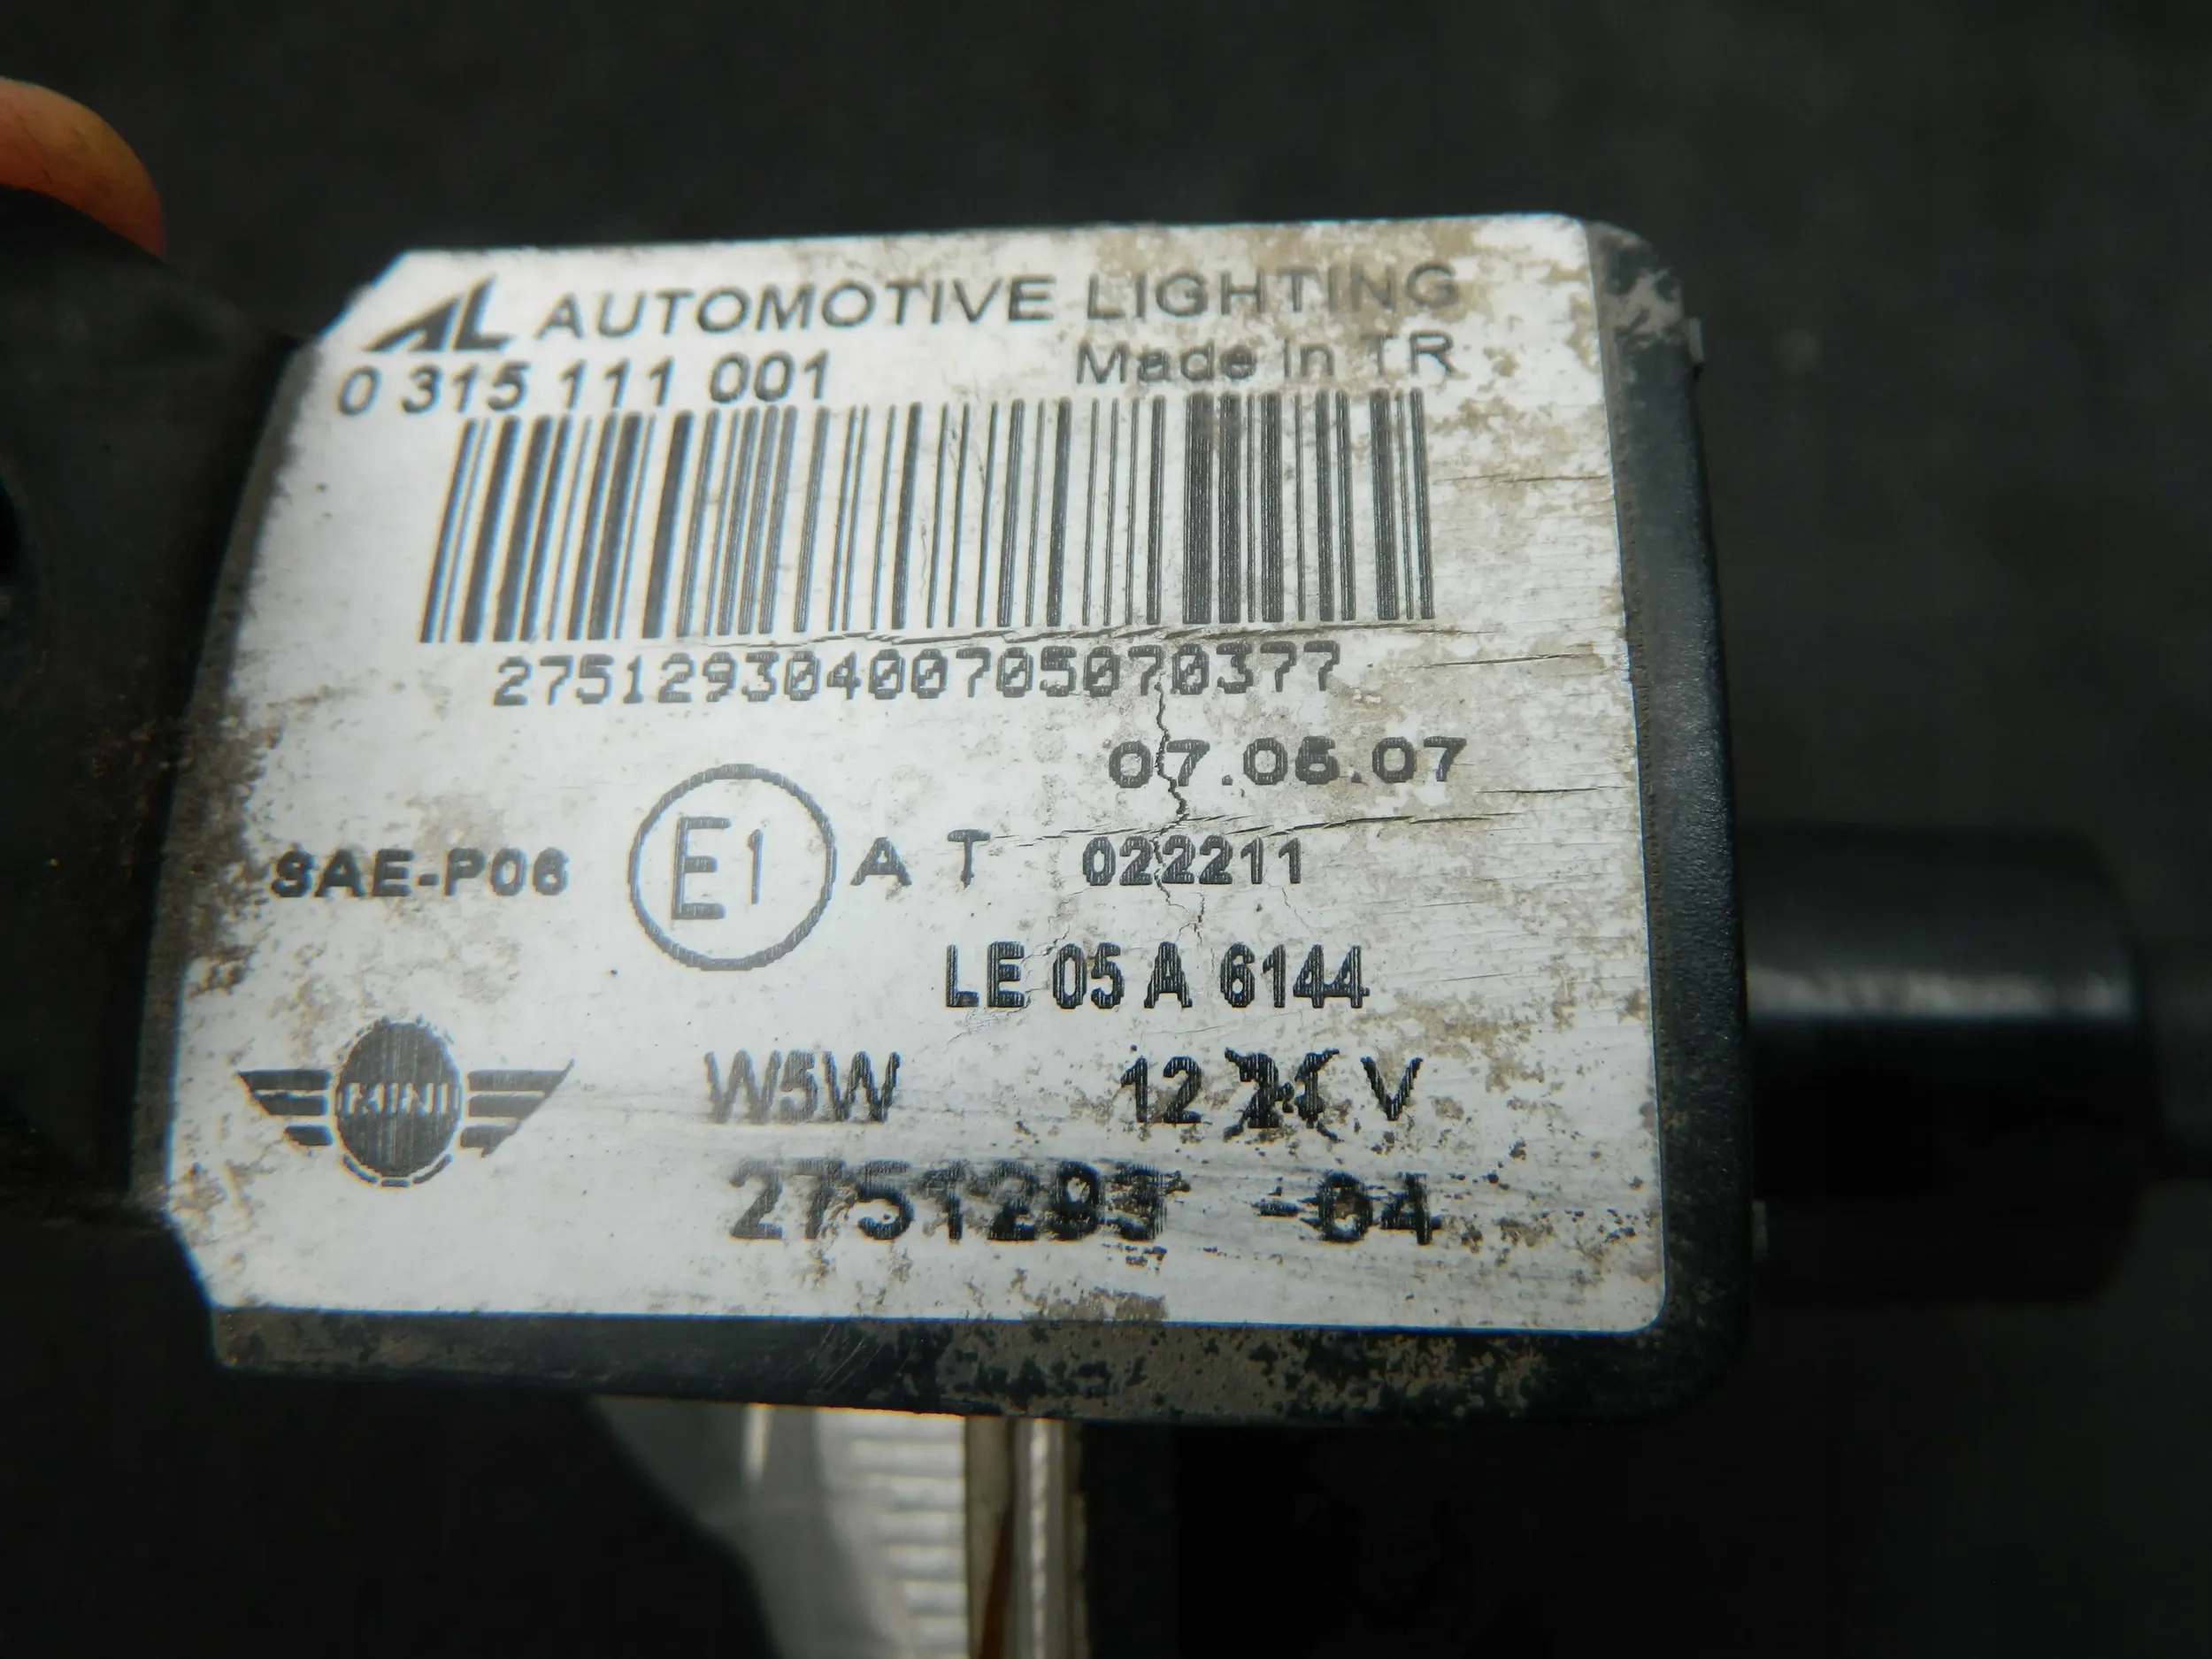 AL AUTOMOTIVE LIGHTING
0 315 111 001 Made in TR
27512930400705070377
07.05.07
SAE-P06 E1 A T 022211
LE 05 A 6144
MINI W5W 12 24 V
2751293 -04